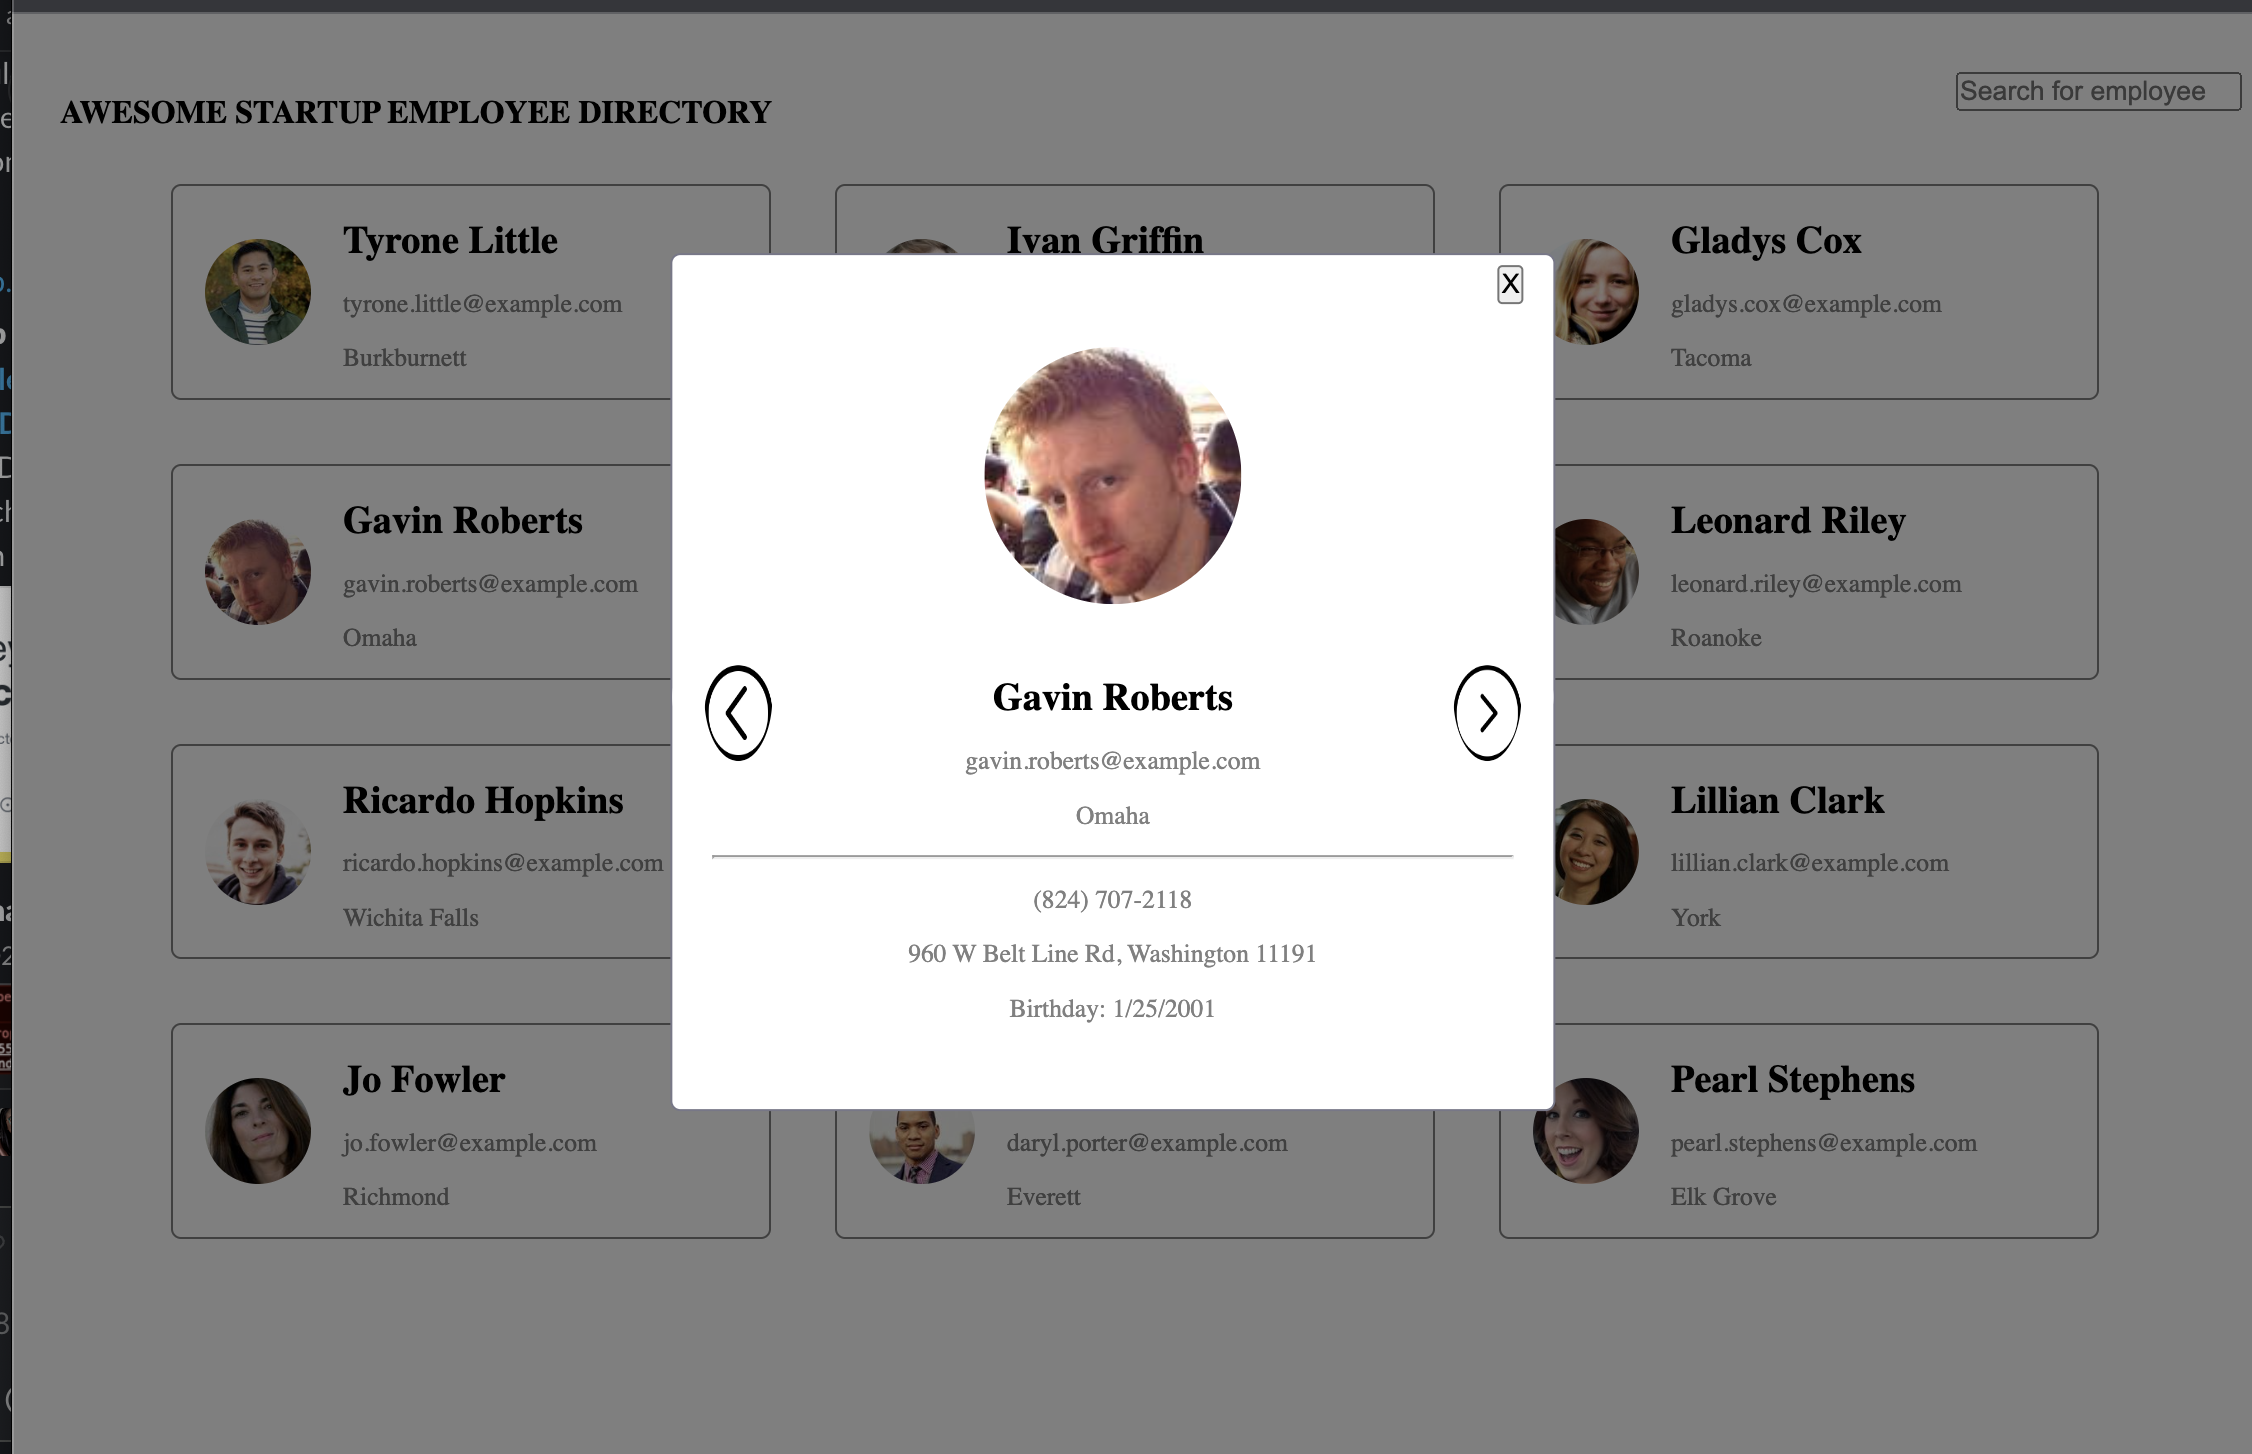 AWESOME STARTUP EMPLOYEE DIRECTORY
Search for employee
Tyrone Little
tyrone.little@example.com
Burkburnett
Ivan Griffin
Gladys Cox
gladys.cox@example.com
Tacoma
Gavin Roberts
gavin.roberts@example.com
Omaha
Leonard Riley
leonard.riley@example.com
Roanoke
Ricardo Hopkins
ricardo.hopkins@example.com
Wichita Falls
Lillian Clark
lillian.clark@example.com
York
Jo Fowler
jo.fowler@example.com
Richmond
daryl.porter@example.com
Everett
Pearl Stephens
pearl.stephens@example.com
Elk Grove
X
Gavin Roberts
gavin.roberts@example.com
Omaha
(824) 707-2118
960 W Belt Line Rd, Washington 11191
Birthday: 1/25/2001